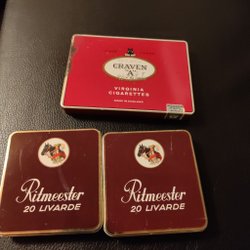 CRAVEN
"A"
VIRGINIA
CIGARETTES
Ritmeester
20 LIVARDE
Ritmeester
20 LIVARDE